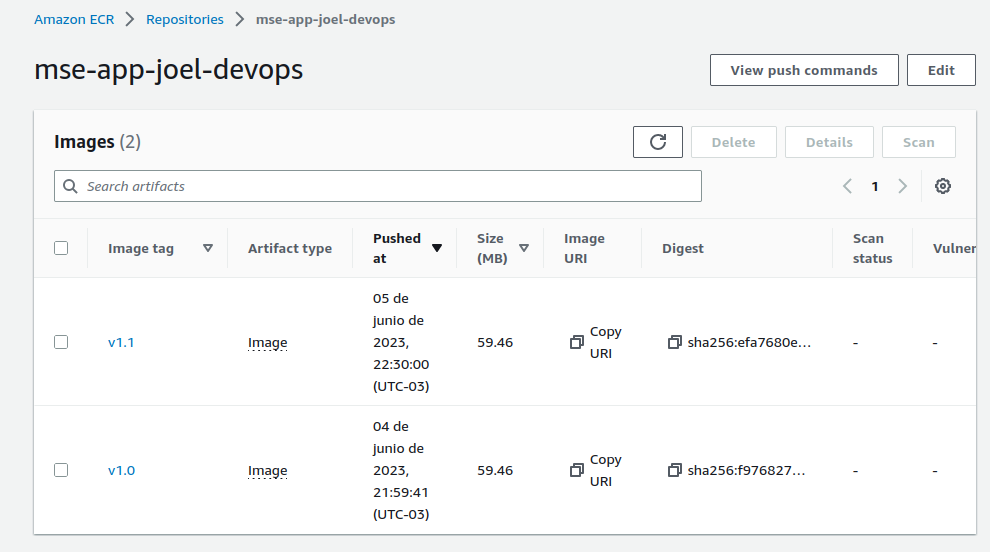 Amazon ECR > Repositories > mse-app-joel-devops
mse-app-joel-devops
View push commands
Edit
Images (2)
Delete
Details
Scan
Search artifacts
1
Image tag
Artifact type
Pushed
at
Size
(MB)
Image
URI
Digest
Scan
status
Vulner
v1.1
Image
05 de
junio de
2023,
22:30:00
(UTC-03)
59.46
Copy
URI
sha256:efa7680e...
-
-
v1.0
Image
04 de
junio de
2023,
21:59:41
(UTC-03)
59.46
Copy
URI
sha256:f976827...
-
-